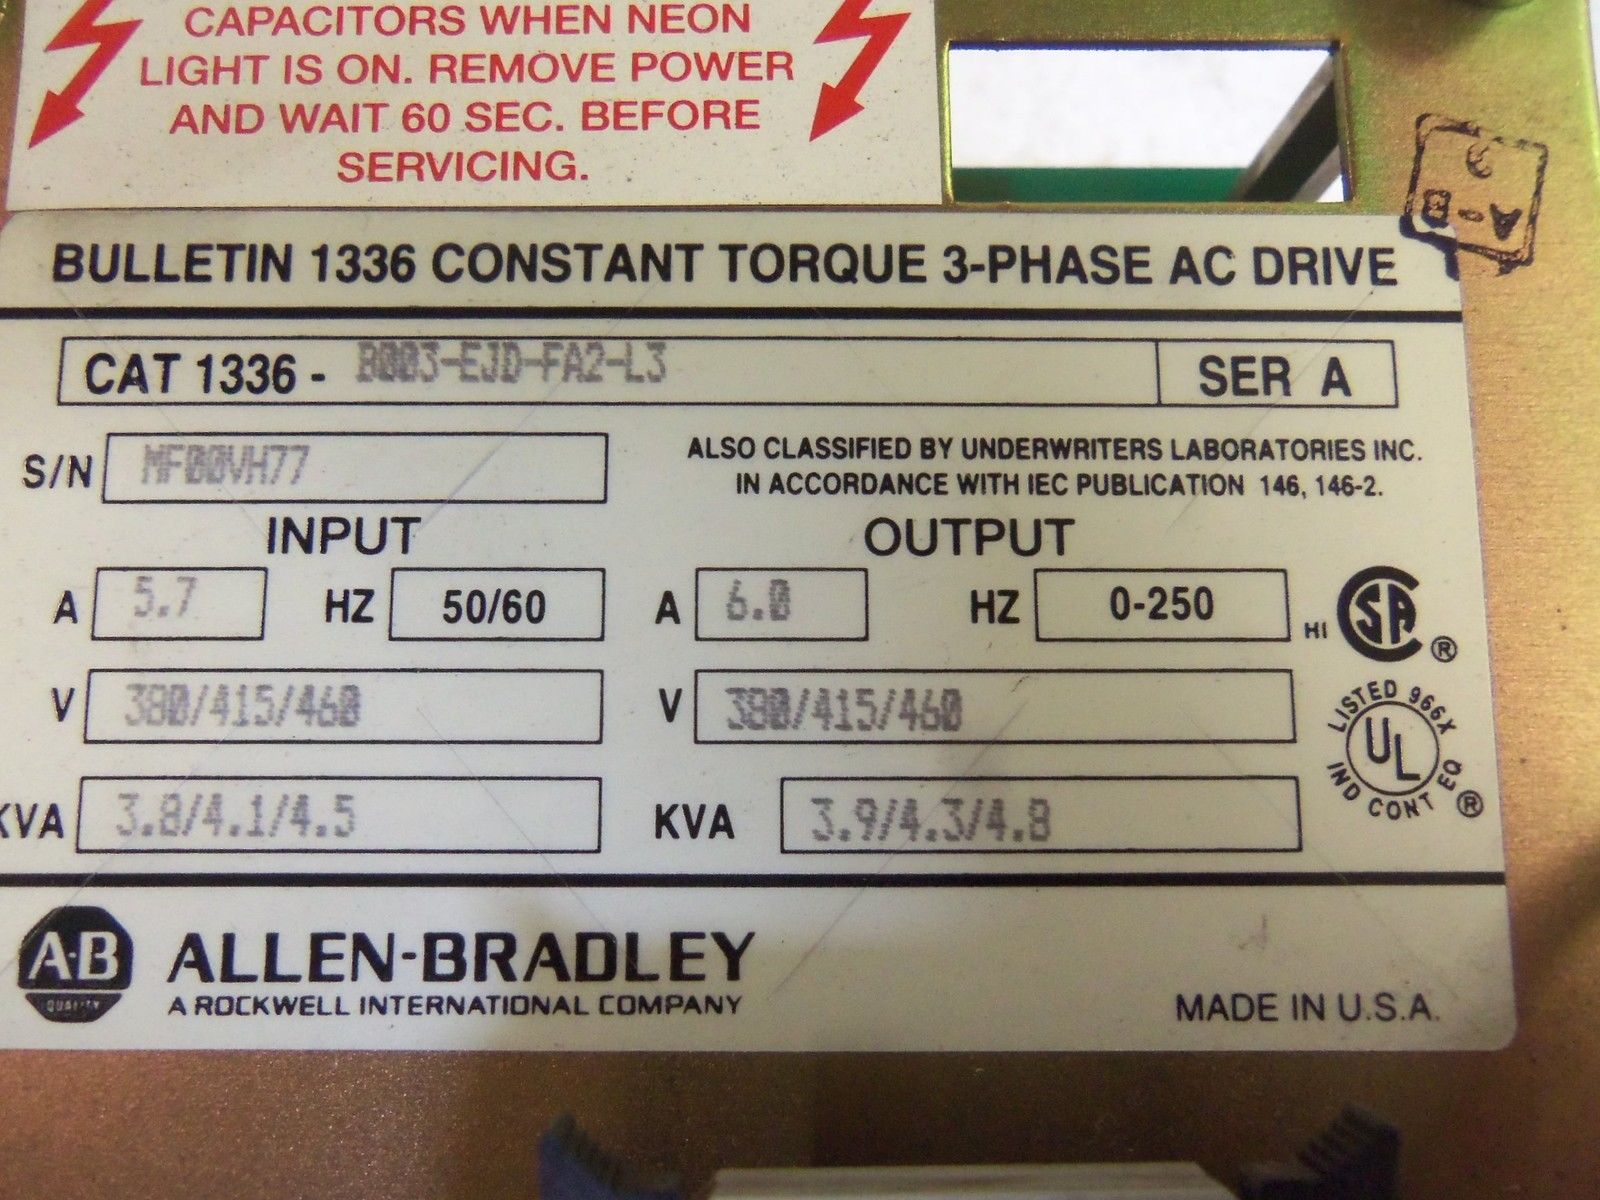 CAPACITORS WHEN NEON
LIGHT IS ON. REMOVE POWER
AND WAIT 60 SEC. BEFORE
SERVICING.
BULLETIN 1336 CONSTANT TORQUE 3-PHASE AC DRIVE
CAT 1336 - B003-EJD-FA2-L3 SER A
S/N MF00VH77
ALSO CLASSIFIED BY UNDERWRITERS LABORATORIES INC.
IN ACCORDANCE WITH IEC PUBLICATION 146, 146-2.
INPUT OUTPUT
A 5.7 HZ 50/60 A 6.0 HZ 0-250 HI SA ®
V 380/415/460 V 380/415/460
LISTED 966X
UL
IND CONT EQ ®
KVA 3.8/4.1/4.5 KVA 3.9/4.3/4.8
A-B
QUALITY
ALLEN-BRADLEY
A ROCKWELL INTERNATIONAL COMPANY
MADE IN U.S.A.